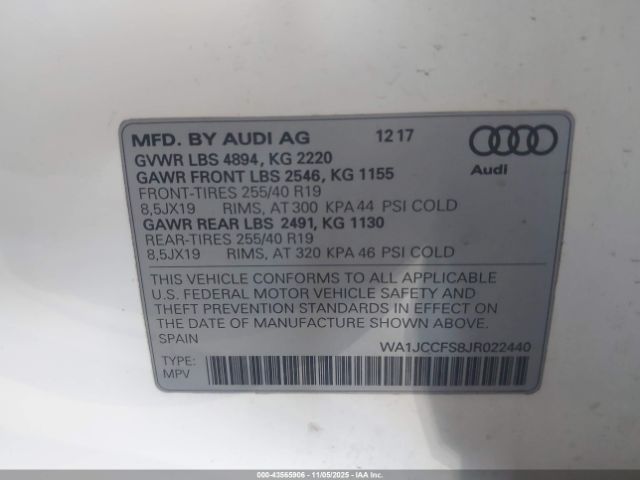 MFD. BY AUDI AG 12 17
GVWR LBS 4894, KG 2220
GAWR FRONT LBS 2546, KG 1155
FRONT-TIRES 255/40 R19
8,5JX19 RIMS, AT 300 KPA 44 PSI COLD
GAWR REAR LBS 2491, KG 1130
REAR-TIRES 255/40 R19
8,5JX19 RIMS, AT 320 KPA 46 PSI COLD
Audi
THIS VEHICLE CONFORMS TO ALL APPLICABLE
U.S. FEDERAL MOTOR VEHICLE SAFETY AND
THEFT PREVENTION STANDARDS IN EFFECT ON
THE DATE OF MANUFACTURE SHOWN ABOVE.
SPAIN WA1JCCFS8JR022440
TYPE:
MPV
000-43565906 - 11/05/2025 - IAAI.COM